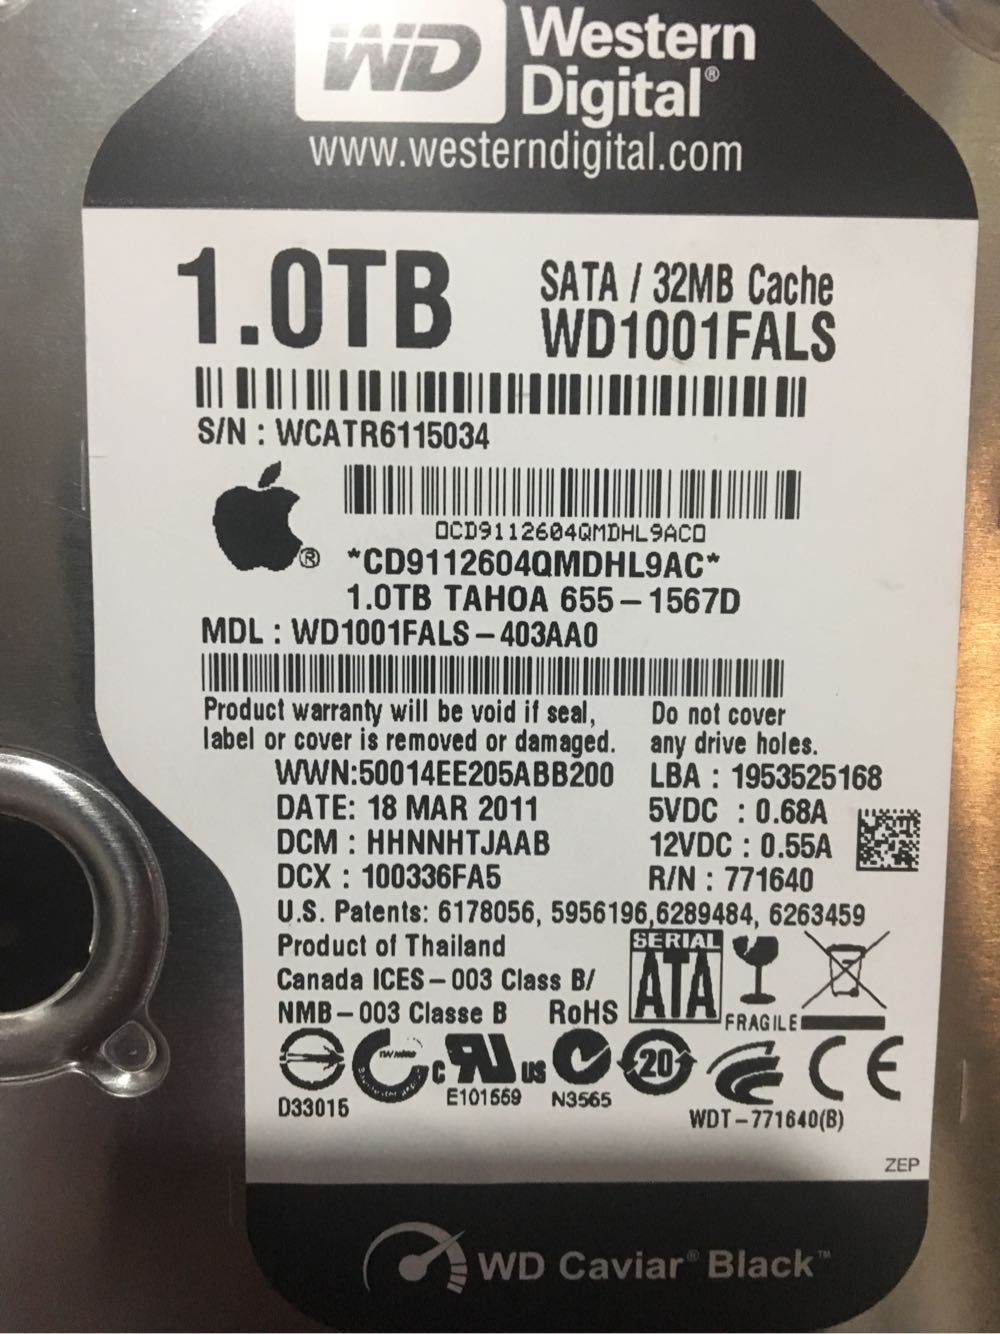 WD Western
Digital®
www.westerndigital.com
1.0TB
SATA / 32MB Cache
WD1001FALS
S/N : WCATR6115034
0CD9112604QMDHL9AC0
® *CD9112604QMDHL9AC*
1.0TB TAHOA 655-1567D
MDL : WD1001FALS-403AA0
Product warranty will be void if seal,
label or cover is removed or damaged.
Do not cover
any drive holes.
WWN:50014EE205ABB200
LBA : 1953525168
DATE: 18 MAR 2011
5VDC : 0.68A
DCM : HHNNHTJAAB
12VDC : 0.55A
DCX : 100336FA5
R/N : 771640
U.S. Patents: 6178056, 5956196,6289484, 6263459
Product of Thailand
SERIAL
ATA
Canada ICES-003 Class B/
NMB-003 Classe B RoHS
FRAGILE
c US
20
CE
D33015
E101559
N3565
WDT-771640(B)
ZEP
WD Caviar® Black™